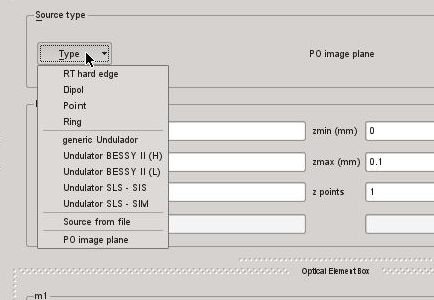 Source type
Type
PO image plane
RT hard edge
Dipol
Point
Ring
generic Undulador
Undulator BESSY II (H)
Undulator BESSY II (L)
Undulator SLS - SIS
Undulator SLS - SIM
Source from file
PO image plane
zmin (mm) 0
zmax (mm) 0.1
z points 1
Optical Element Box
m1